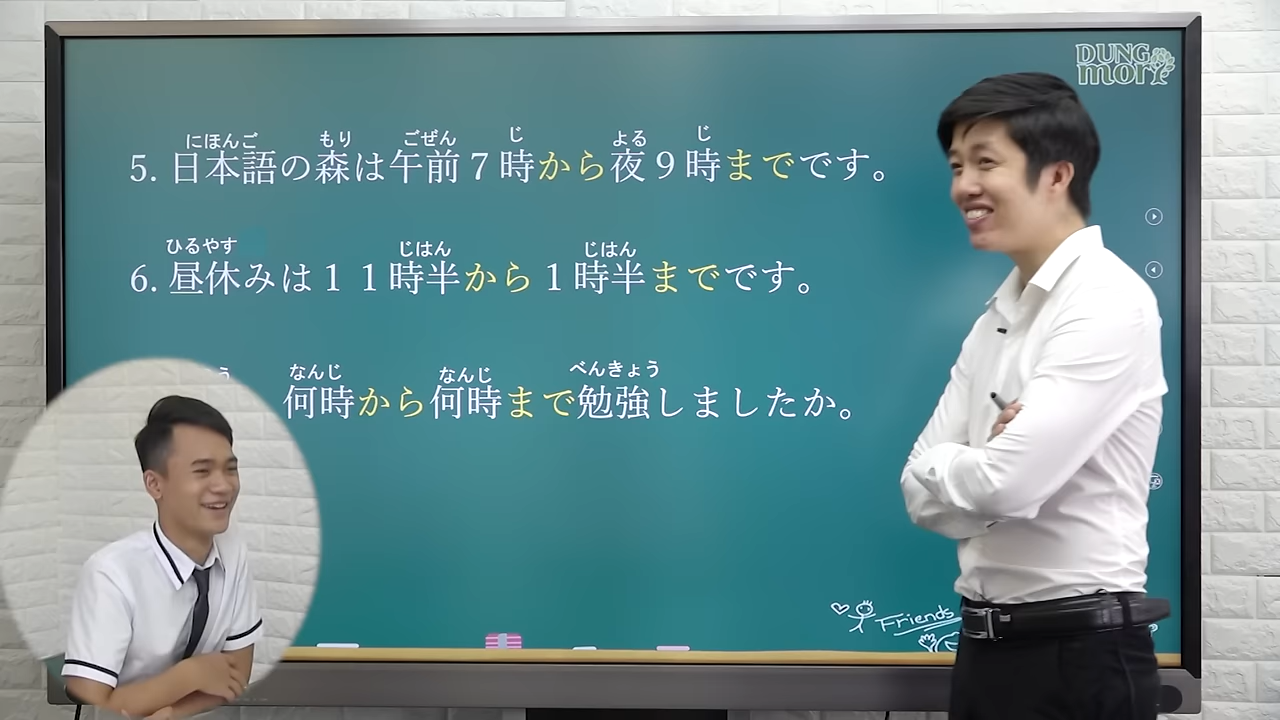 DUNG
mori
にほんご もり ごぜん じ よる じ
5. 日本語の森は午前７時から夜９時までです。
ひるやす じはん じはん
6. 昼休みは１１時半から１時半までです。
う なんじ なんじ べんきょう
何時から何時まで勉強しましたか。
Friends